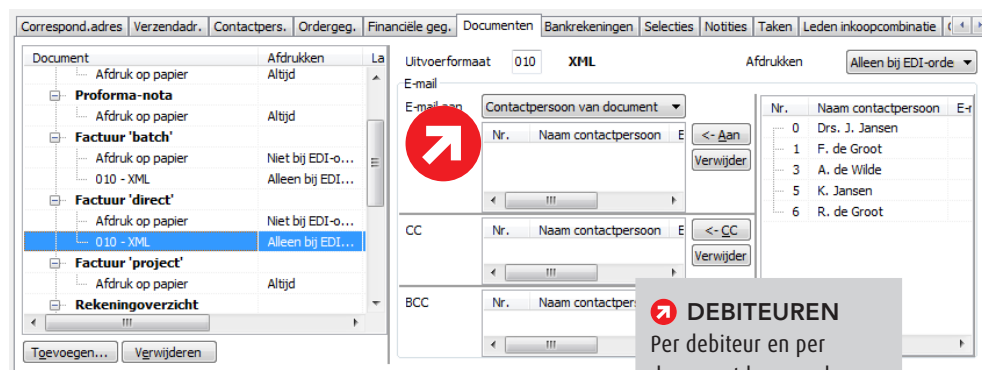 Correspond.adres Verzendadr. Contactpers. Ordergeg. Financiële geg. Documenten Bankrekeningen Selecties Notities Taken Leden inkoopcombinatie
Document Afdrukken La
Afdruk op papier Altijd
Proforma-nota
Afdruk op papier Altijd
Factuur 'batch'
Afdruk op papier Niet bij EDI-o...
010 - XML Alleen bij EDI...
Factuur 'direct'
Afdruk op papier Niet bij EDI-o...
010 - XML Alleen bij EDI...
Factuur 'project'
Afdruk op papier Altijd
Rekeningoverzicht
Toevoegen... Verwijderen
Uitvoerformaat 010 XML Afdrukken Alleen bij EDI-orde
E-mail
E-mail aan Contactpersoon van document
Nr. Naam contactpersoon E
<- Aan
Verwijder
CC Nr. Naam contactpersoon E
<- CC
Verwijder
BCC Nr. Naam contactper
Nr. Naam contactpersoon E-r
0 Drs. J. Jansen
1 F. de Groot
3 A. de Wilde
5 K. Jansen
6 R. de Groot
DEBITEUREN
Per debiteur en per